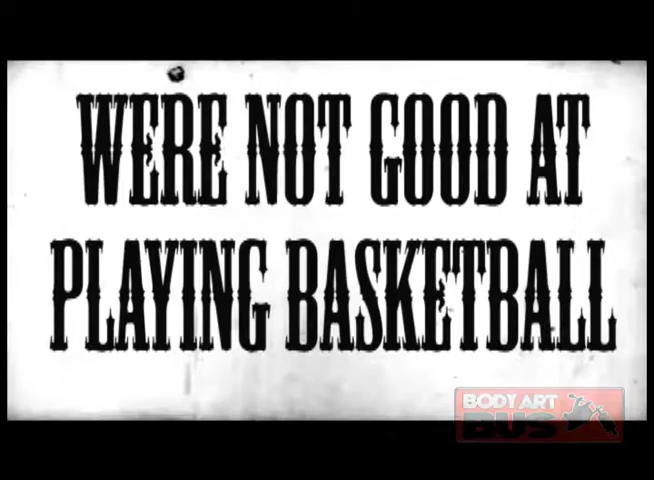 WERE NOT GOOD AT
PLAYING BASKETBALL
BODY ART
BUS